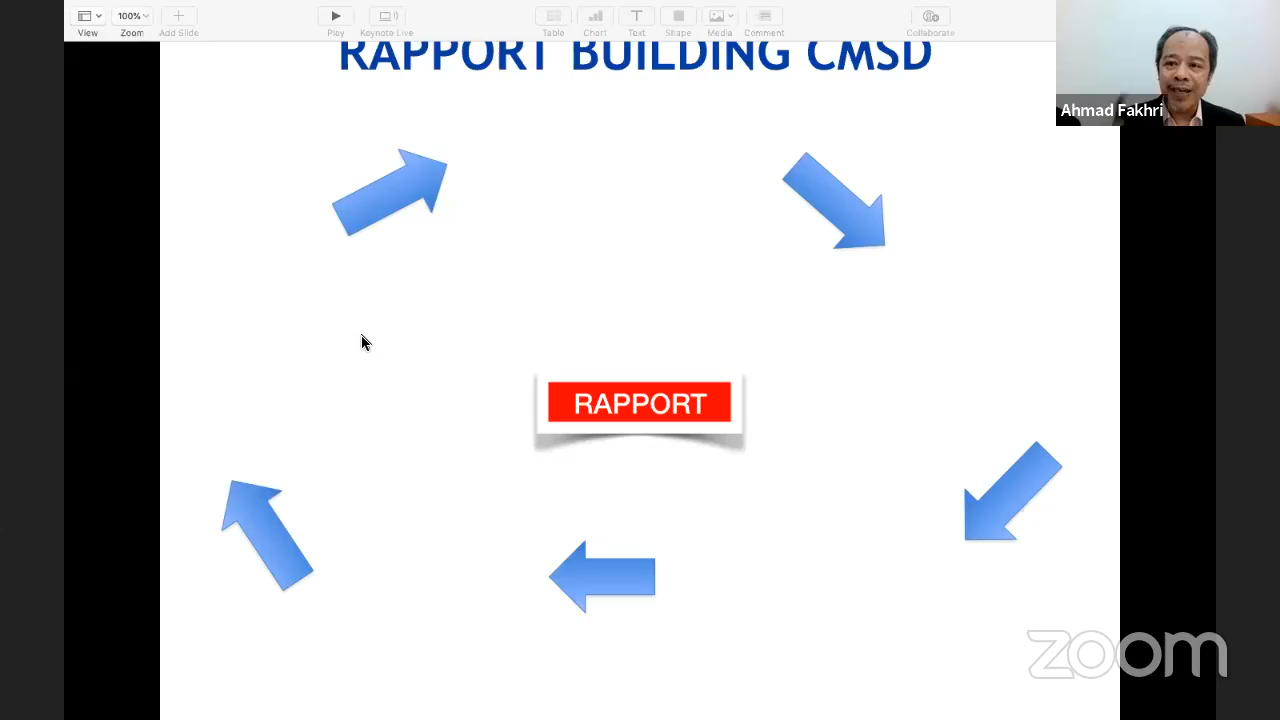 100%
View
Zoom
Add Slide
Play
Keynote Live
Table
Chart
Text
Shape
Media
Comment
Collaborate
RAPPORT BUILDING CMSD
Ahmad Fakhri
RAPPORT
zoom